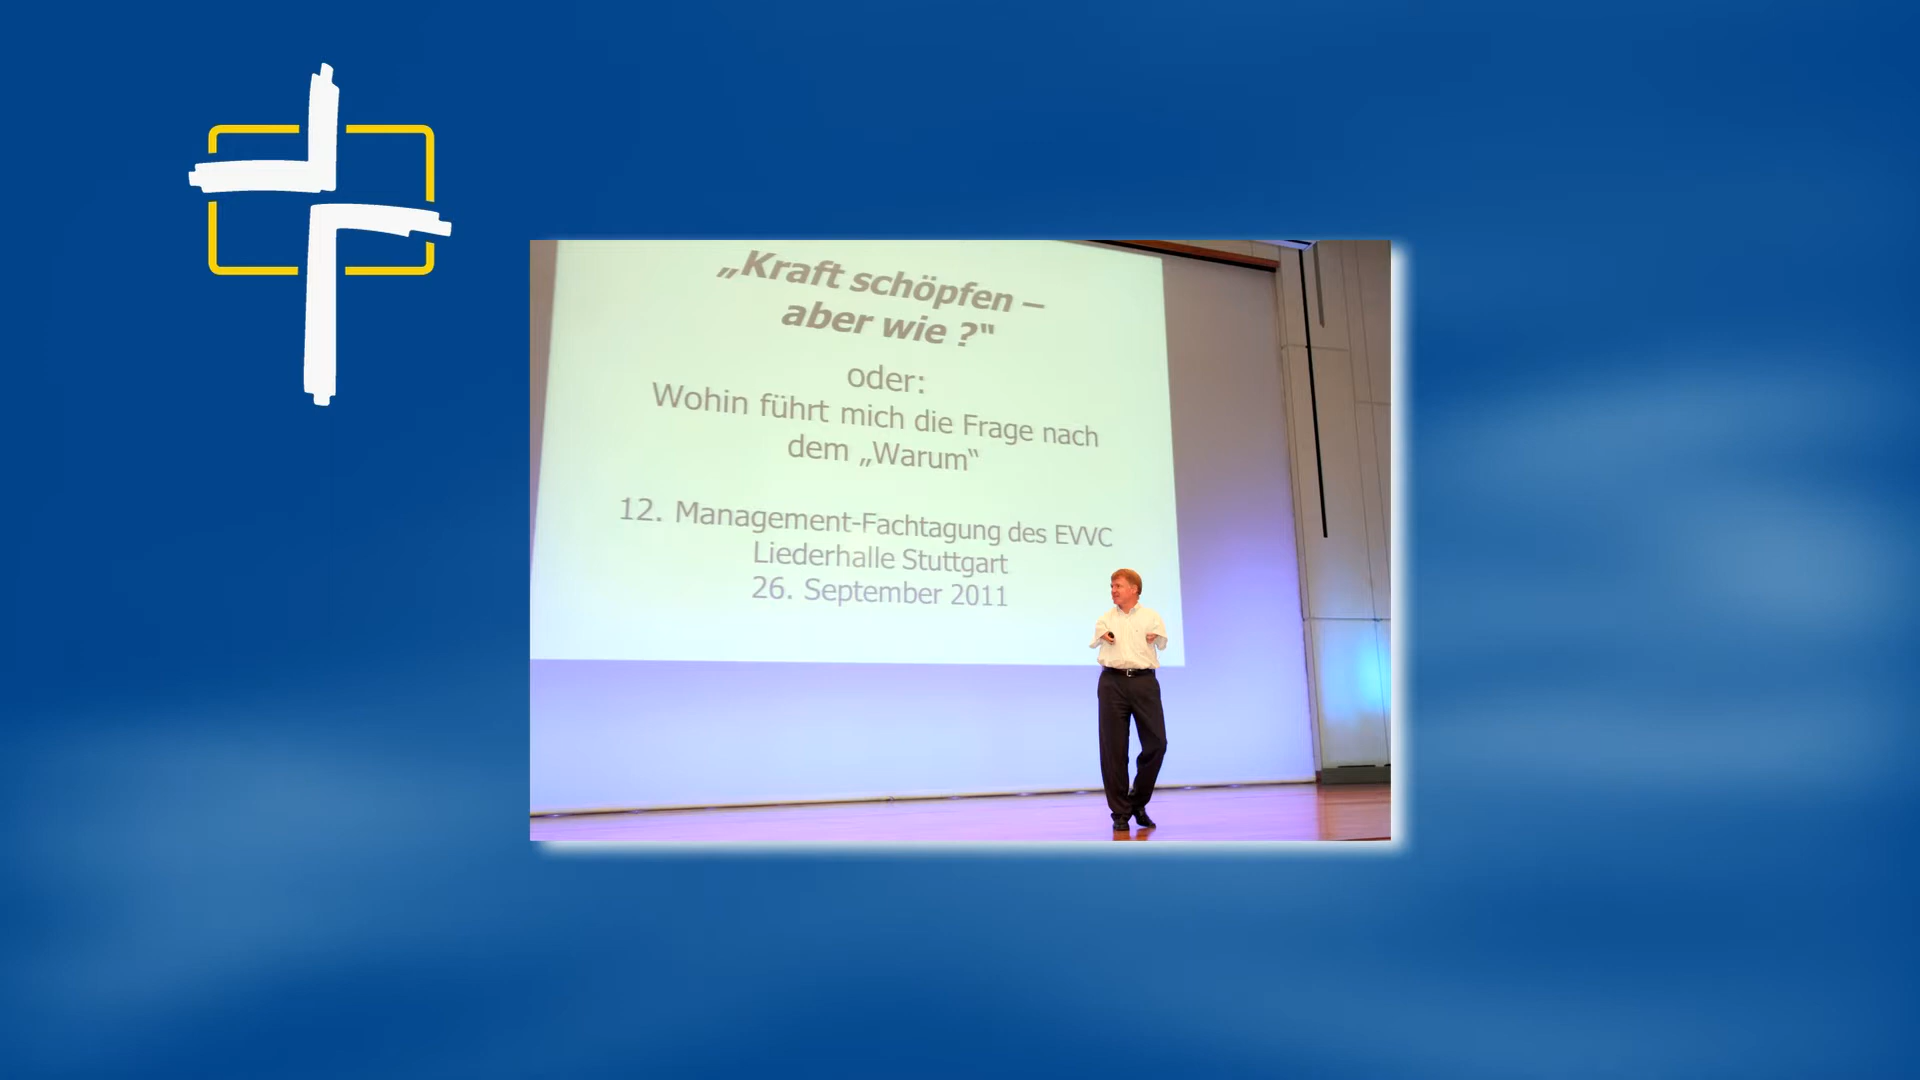 „Kraft schöpfen –
aber wie ?"
oder:
Wohin führt mich die Frage nach
dem „Warum“
12. Management-Fachtagung des EVVC
Liederhalle Stuttgart
26. September 2011